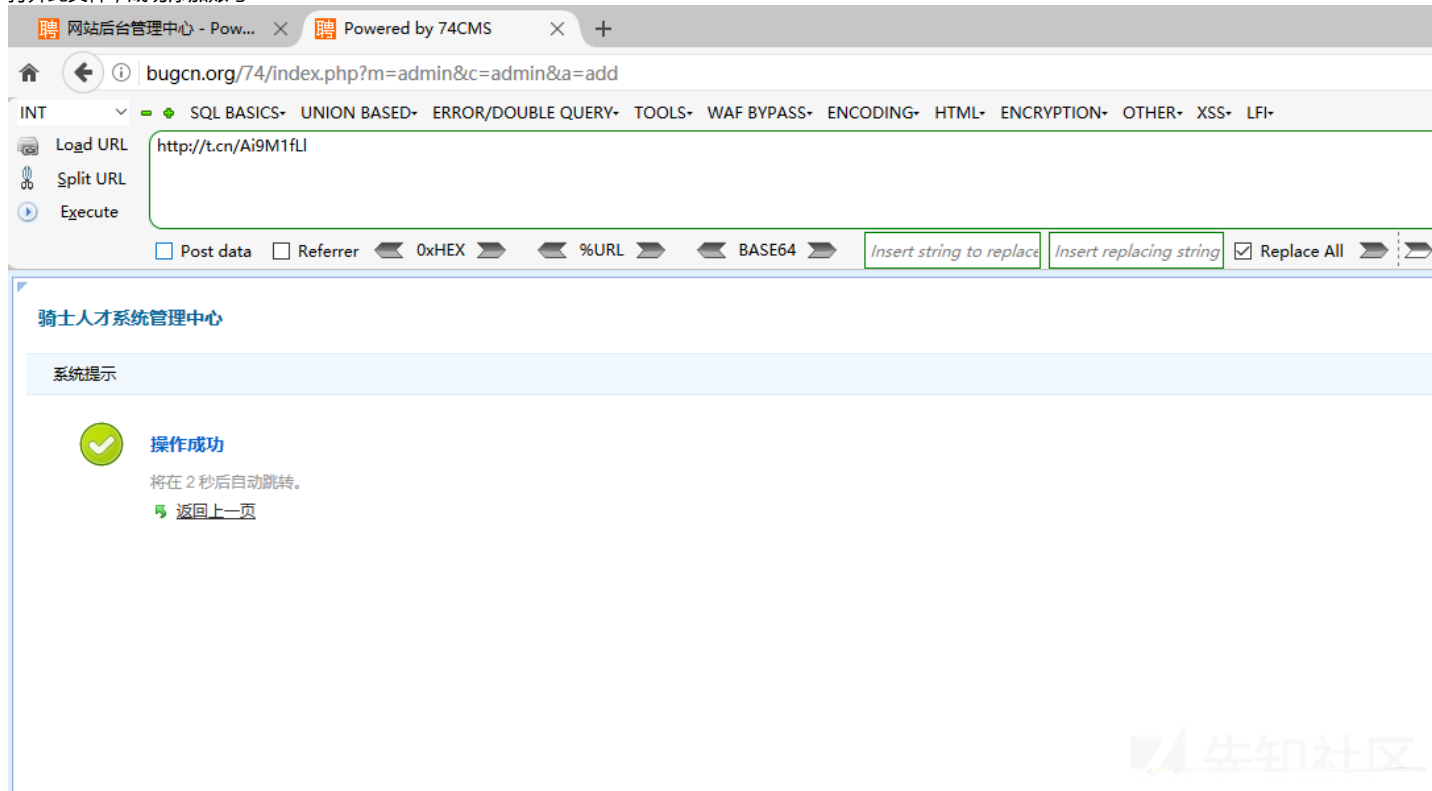 网站后台管理中心 - Pow...
Powered by 74CMS
bugcn.org/74/index.php?m=admin&c=admin&a=add
INT SQL BASICS UNION BASED ERROR/DOUBLE QUERY TOOLS WAF BYPASS ENCODING HTML ENCRYPTION OTHER XSS LFI
Load URL
http://t.cn/Ai9M1fLl
Split URL
Execute
Post data Referrer 0xHEX %URL BASE64 Insert string to replace Insert replacing string Replace All
骑士人才系统管理中心
系统提示
操作成功
将在 2 秒后自动跳转。
返回上一页
先知社区